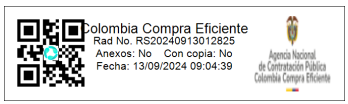 Colombia Compra Eficiente
Rad No. RS20240913012825
Anexos: No Con copia: No
Fecha: 13/09/2024 09:04:39
Agencia Nacional
de Contratación Pública
Colombia Compra Eficiente